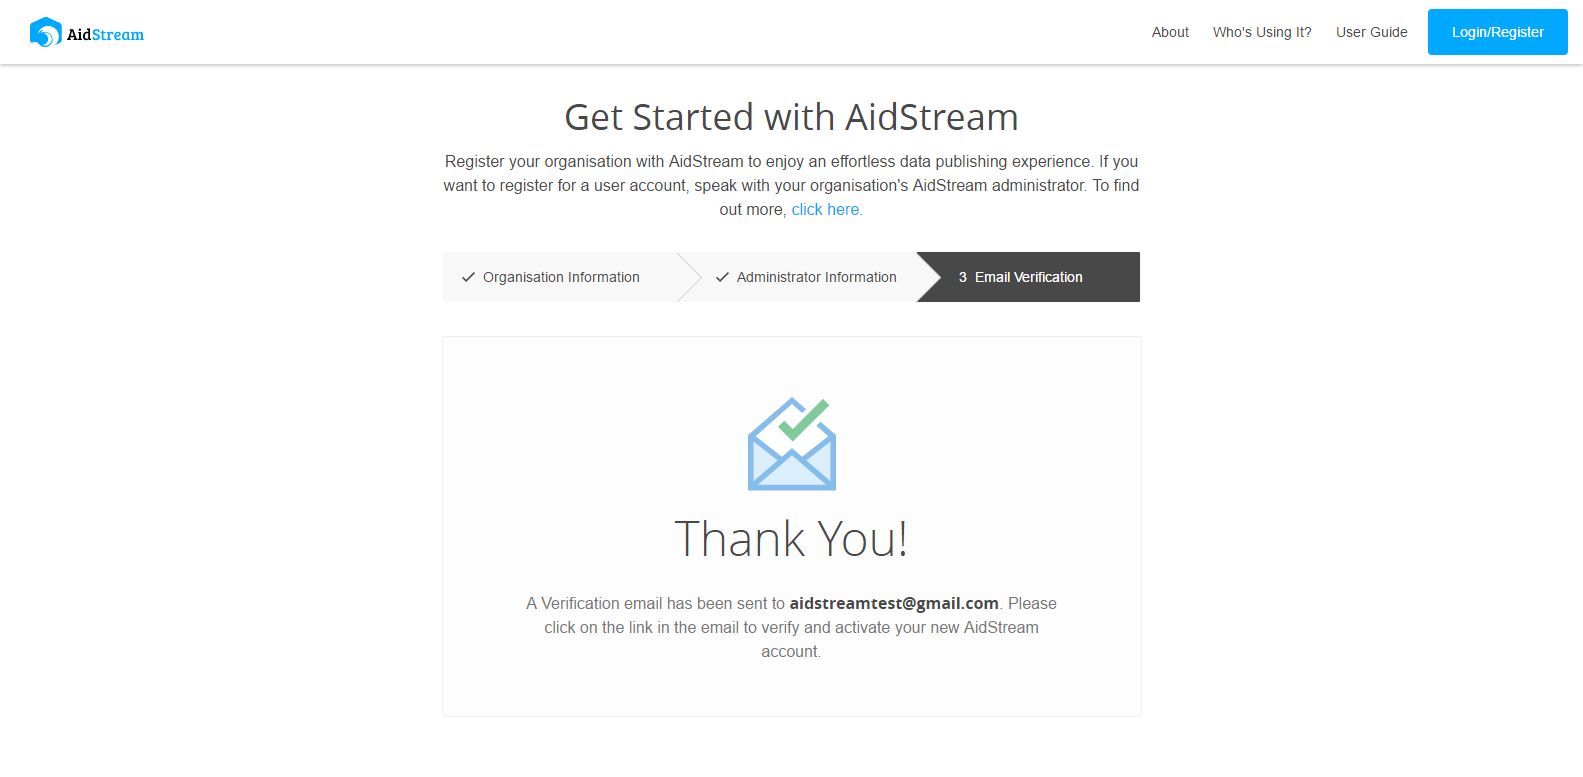 AidStream
About
Who's Using It?
User Guide
Login/Register
Get Started with AidStream
Register your organisation with AidStream to enjoy an effortless data publishing experience. If you
want to register for a user account, speak with your organisation's AidStream administrator. To find
out more, click here.
Organisation Information
Administrator Information
3 Email Verification
Thank You!
A Verification email has been sent to aidstreamtest@gmail.com. Please
click on the link in the email to verify and activate your new AidStream
account.